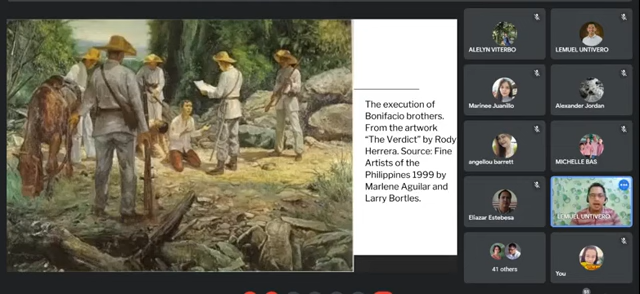 The execution of
Bonifacio brothers.
From the artwork
“The Verdict” by Rody
Herrera. Source: Fine
Artists of the
Philippines 1999 by
Marlene Aguilar and
Larry Bortles.
ALELYN VITERBO
LEMUEL UNTIVERO
Marinee Juanillo
Alexander Jordan
angellou barrett
MICHELLE BAS
Eliazar Estebesa
LEMUEL UNTIVERO
41 others
You